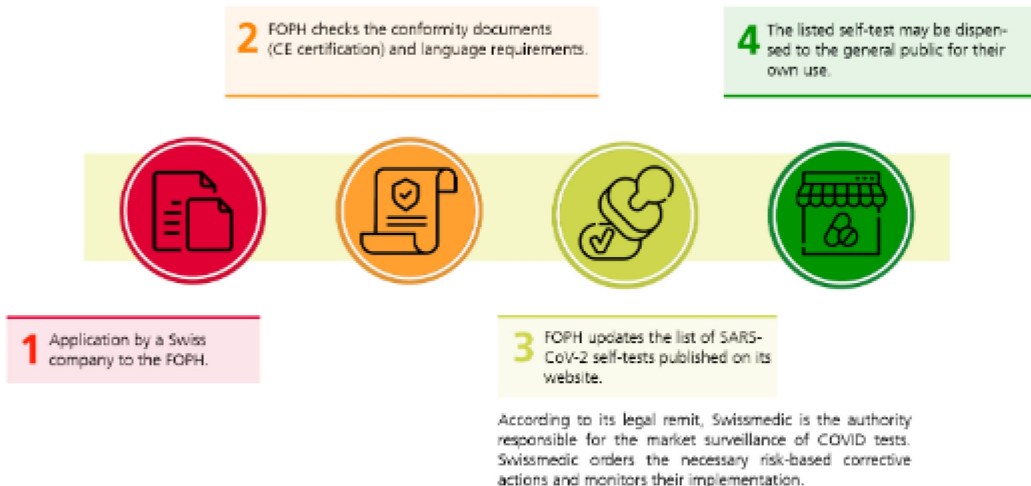 1 Application by a Swiss
company to the FOPH.
2 FOPH checks the conformity documents
(CE certification) and language requirements.
3 FOPH updates the list of SARS-
CoV-2 self-tests published on its
website.
According to its legal remit, Swissmedic is the authority
responsible for the market surveillance of COVID tests.
Swissmedic orders the necessary risk-based corrective
actions and monitors their implementation.
4 The listed self-test may be dispen-
sed to the general public for their
own use.